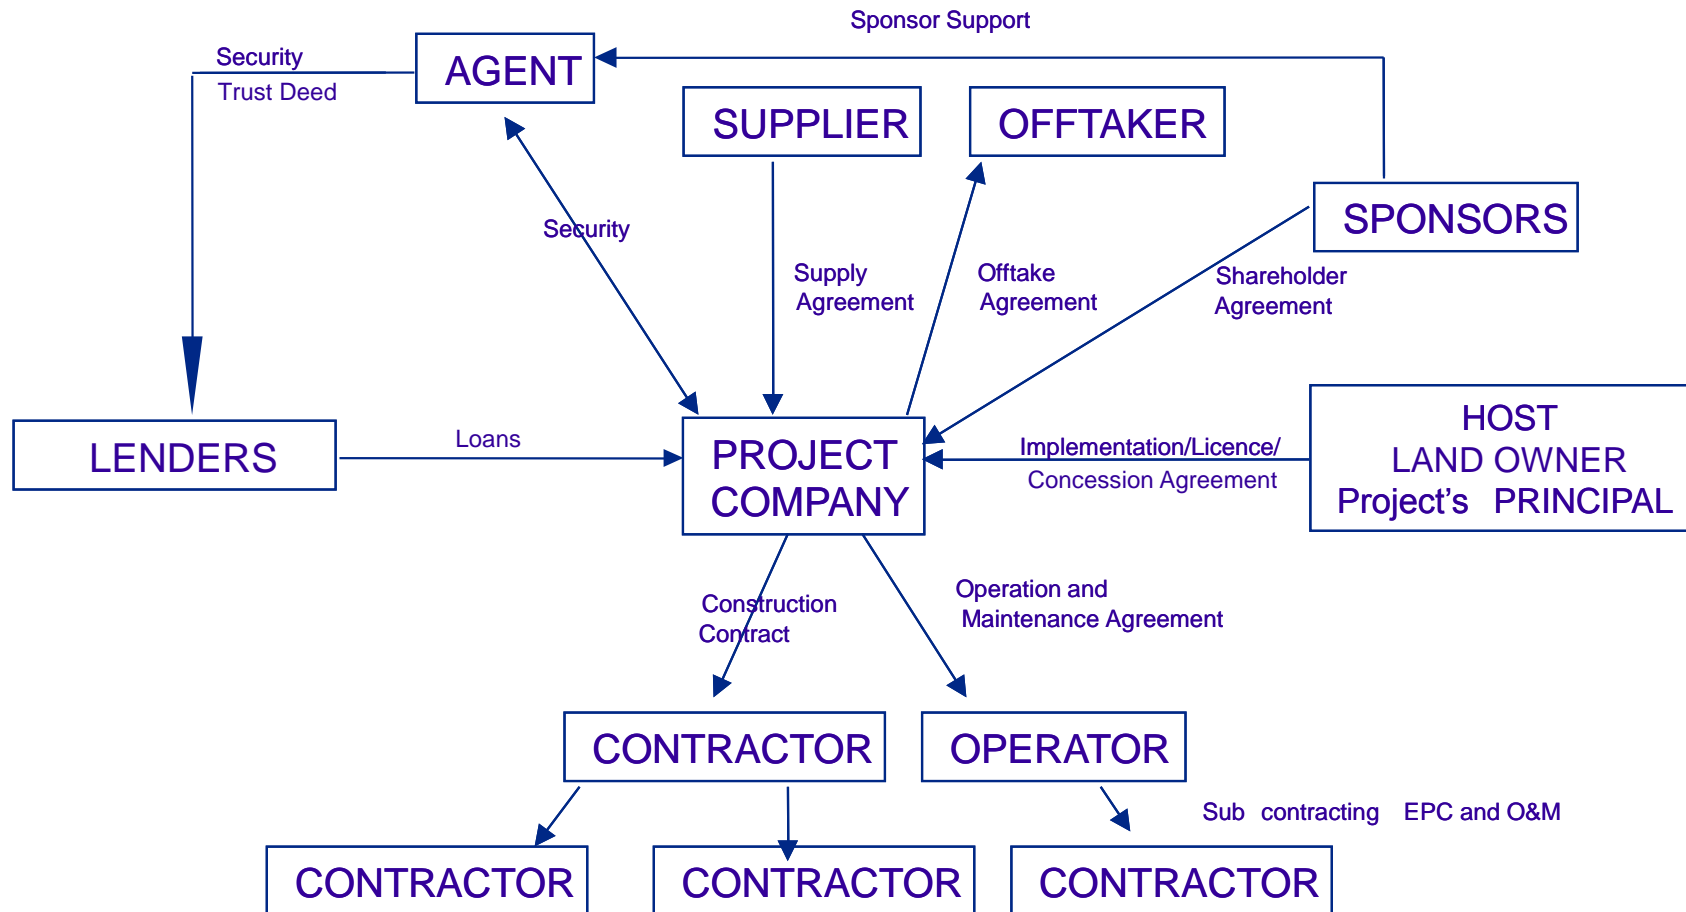 Sponsor Support
Security
Trust Deed
AGENT
SUPPLIER
OFFTAKER
SPONSORS
Security
Supply
Agreement
Offtake
Agreement
Shareholder
Agreement
LENDERS
Loans
PROJECT
COMPANY
Implementation/Licence/
Concession Agreement
HOST
LAND OWNER
Project's PRINCIPAL
Construction
Contract
Operation and
Maintenance Agreement
CONTRACTOR
OPERATOR
Sub contracting EPC and O&M
CONTRACTOR
CONTRACTOR
CONTRACTOR